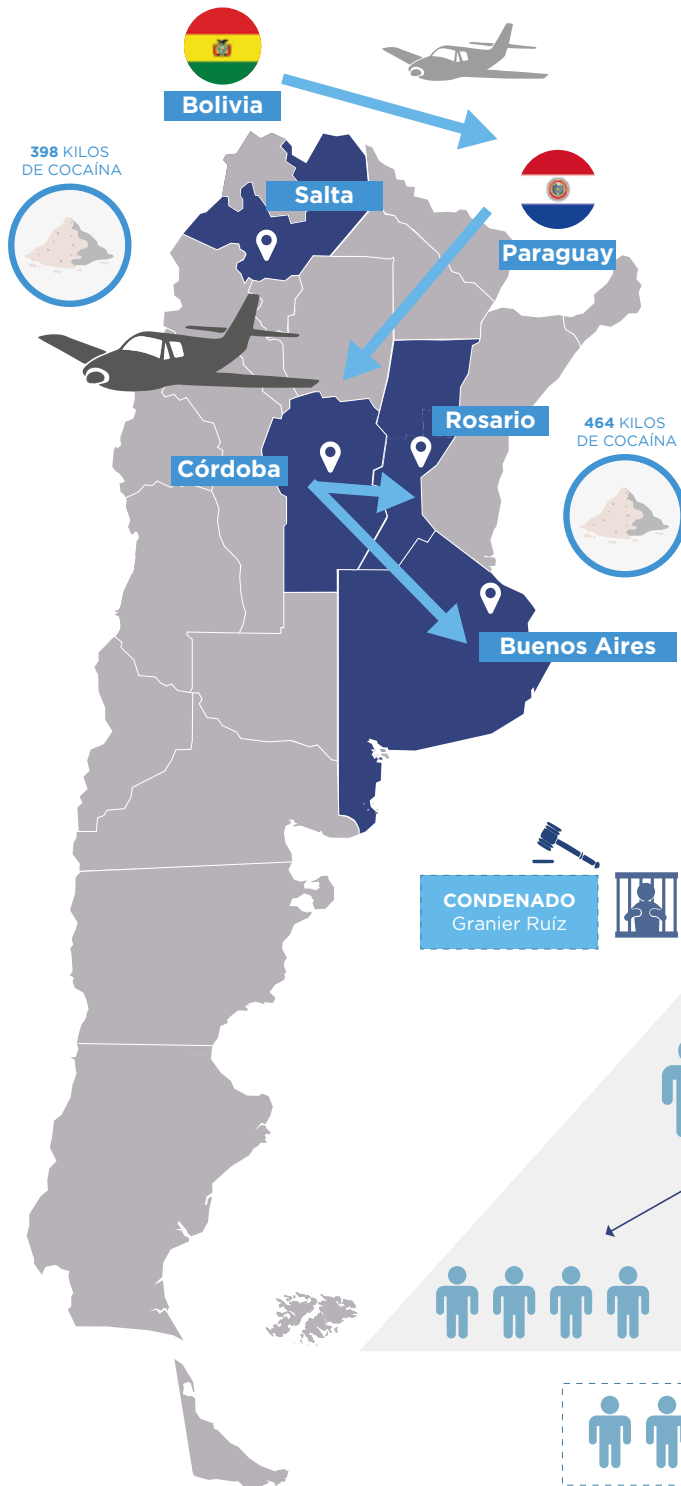 Bolivia
398 KILOS
DE COCAÍNA
Salta
Paraguay
Rosario
464 KILOS
DE COCAÍNA
Córdoba
Buenos Aires
CONDENADO
Granier Ruíz